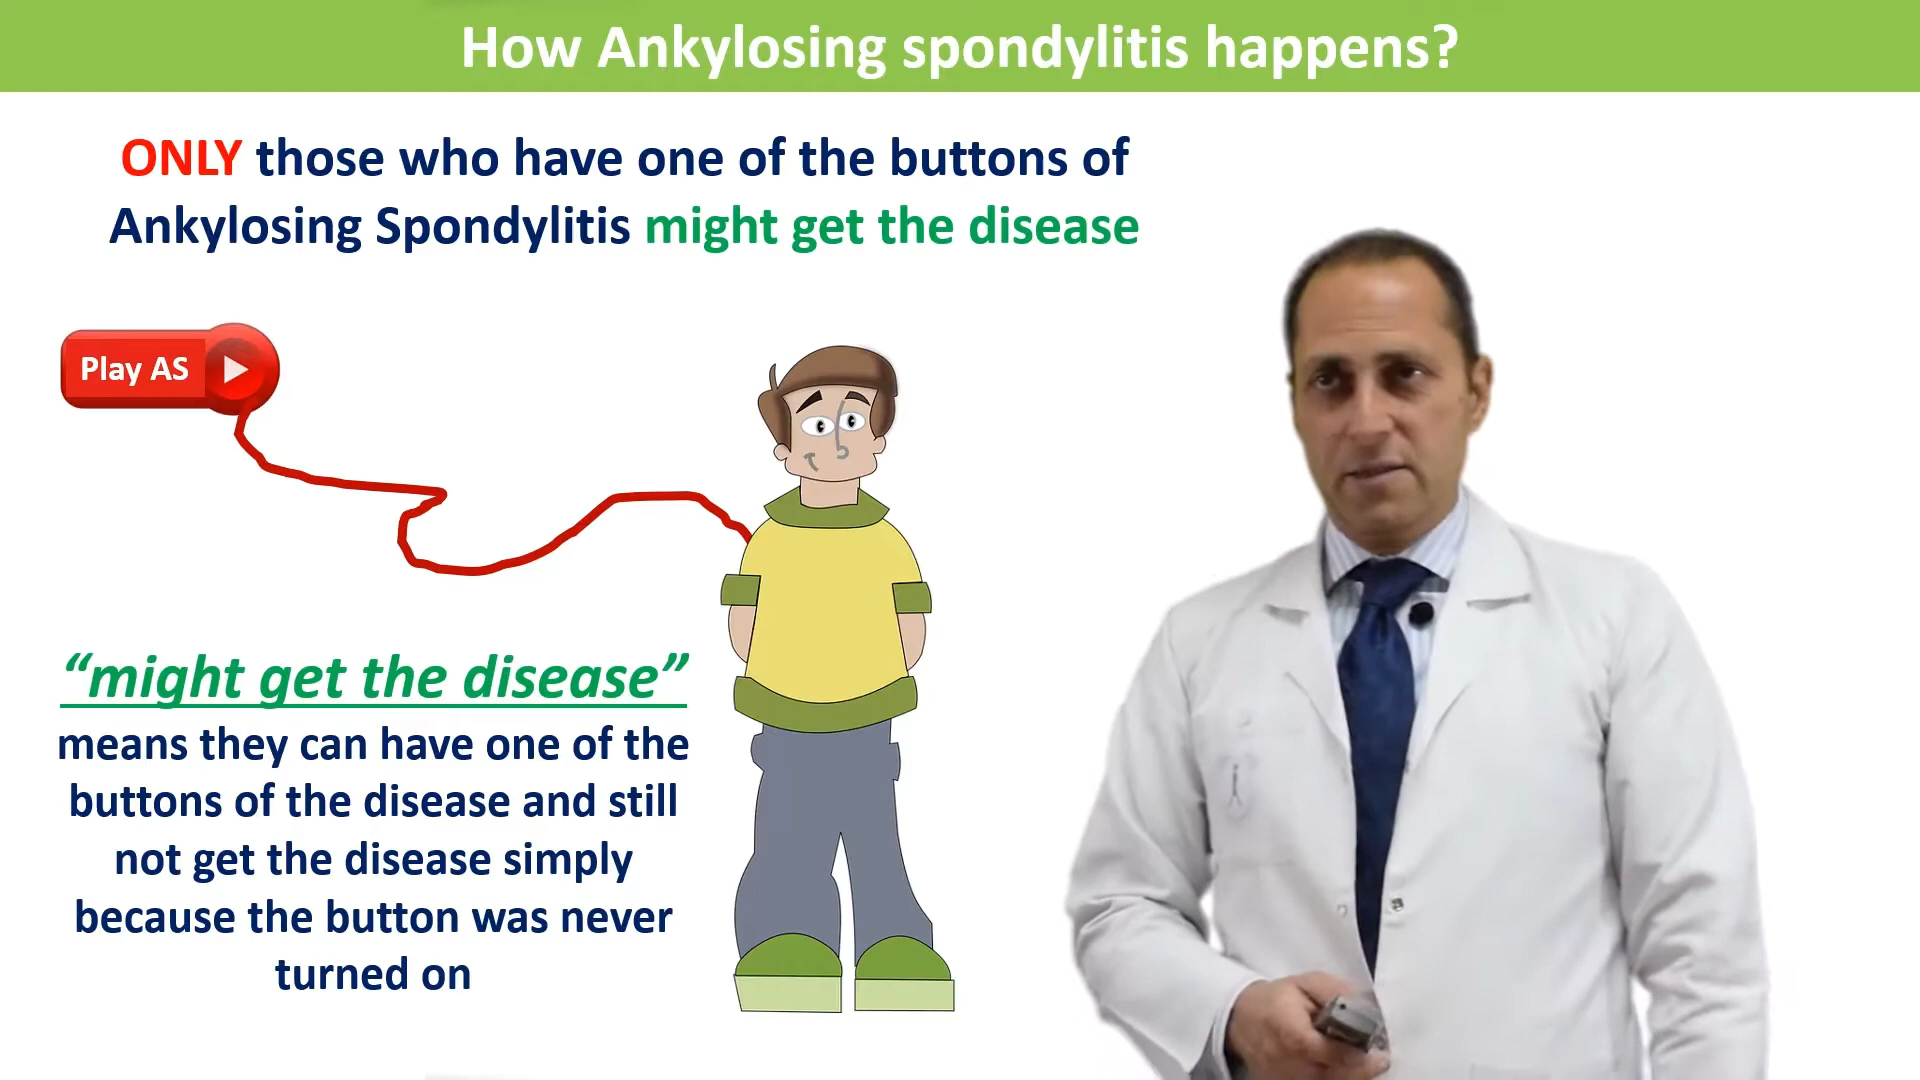 How Ankylosing spondylitis happens?
ONLY those who have one of the buttons of
Ankylosing Spondylitis might get the disease
Play AS
“might get the disease”
means they can have one of the
buttons of the disease and still
not get the disease simply
because the button was never
turned on